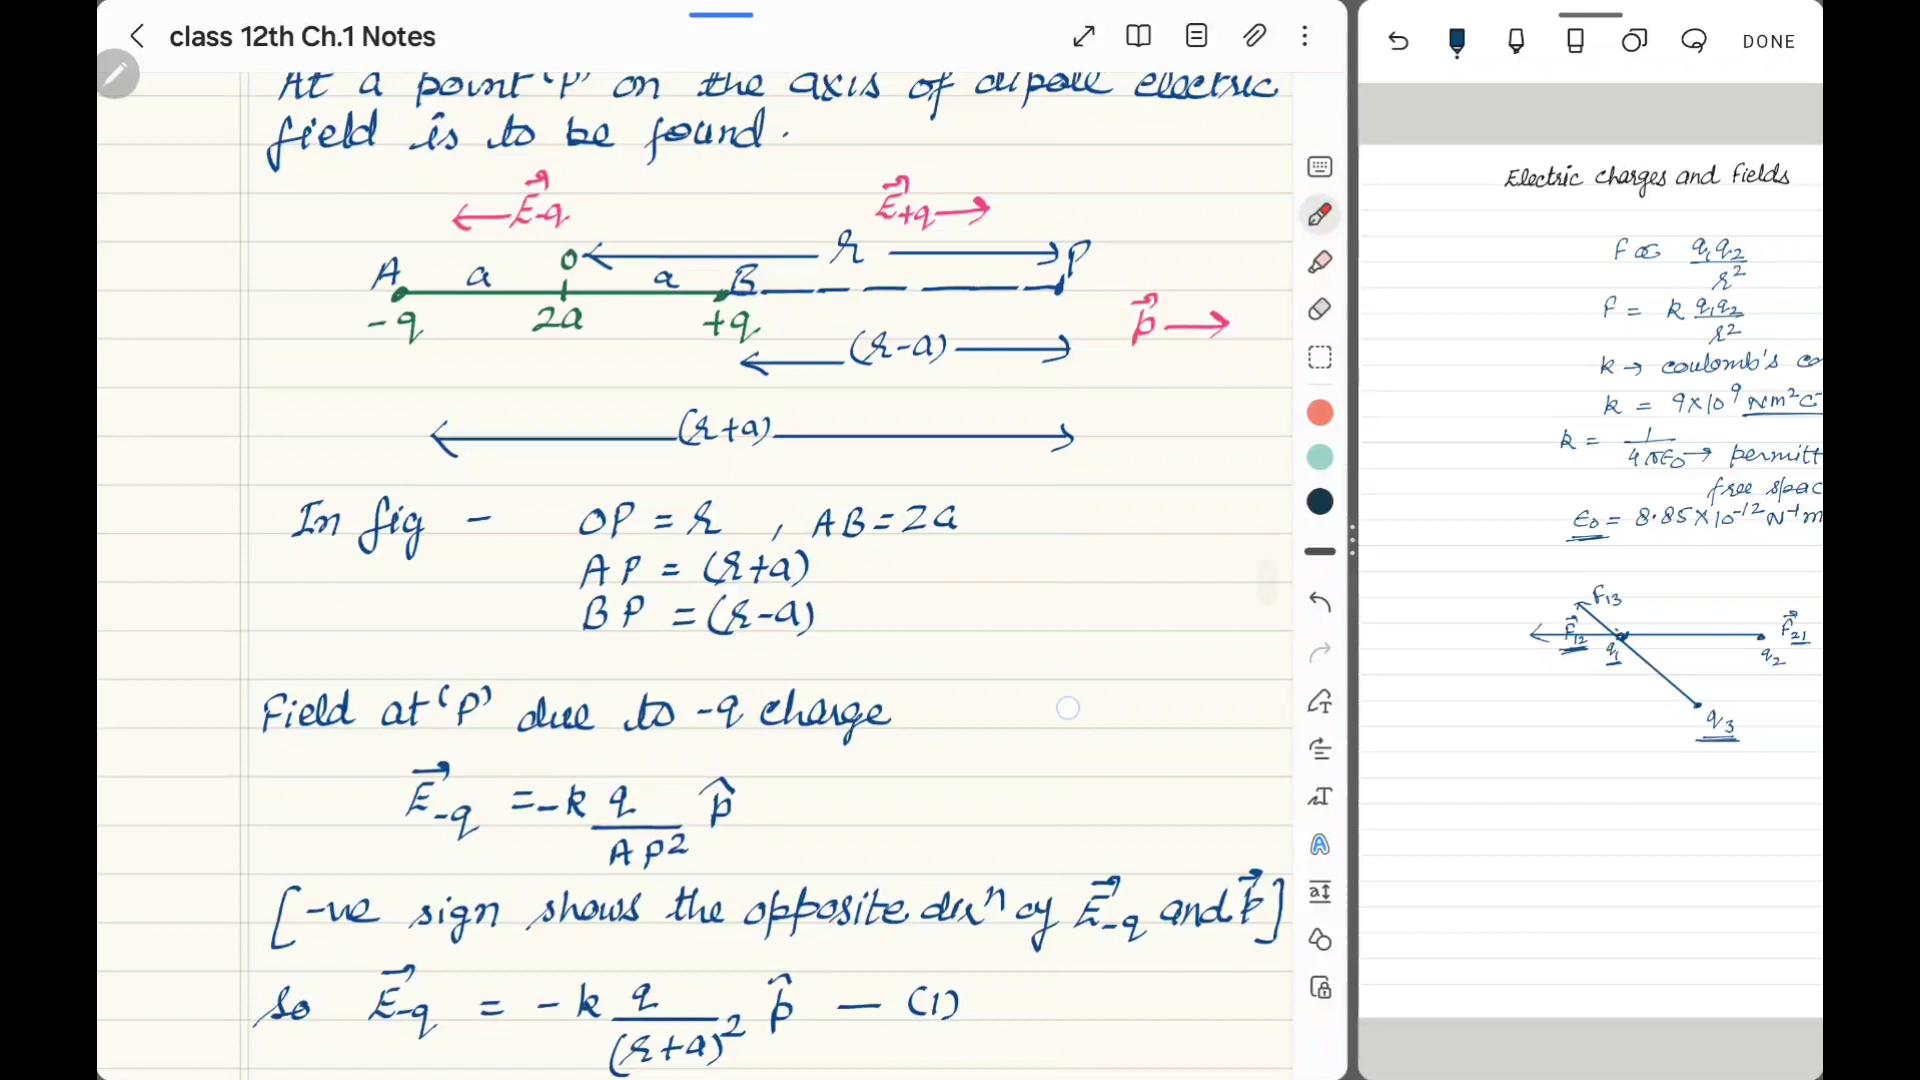 class 12th Ch.1 Notes
At a point 'P' on the axis of dipole electric
field is to be found.
E⃗-q
E⃗+q
O r P
A a a B
-q 2a +q
p⃗
(r-a)
(r+a)
In fig - OP = r , AB = 2a
AP = (r+a)
BP = (r-a)
Field at 'P' due to -q charge
E⃗-q = -k q/AP² p̂
[-ve sign shows the opposite dirⁿ of E⃗-q and p⃗]
So E⃗-q = -k q/(r+a)² p̂ — (1)
DONE
Electric charges and fields
F ∝ q₁q₂/r²
F = k q₁q₂/r²
k → coulomb's co
k = 9×10⁹ Nm²C⁻
k = 1/4πε₀ → permitt
free spac
ε₀ = 8.85×10⁻¹² N⁻¹m
F₁₃
F⃗₁₂ q₁ F⃗₂₁
q₂
q₃